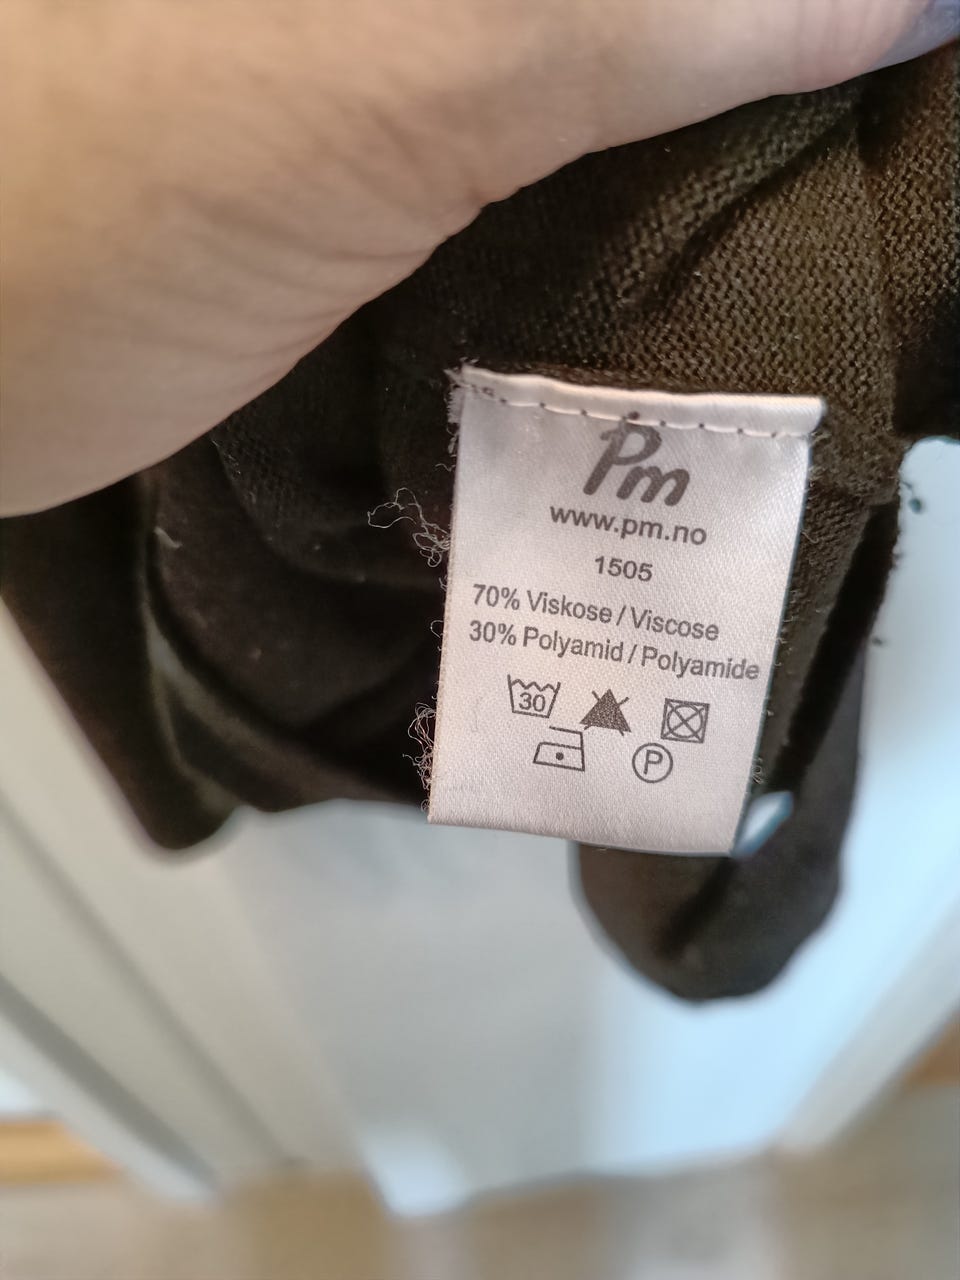 Pm
www.pm.no
1505
70% Viskose / Viscose
30% Polyamid / Polyamide
30
P